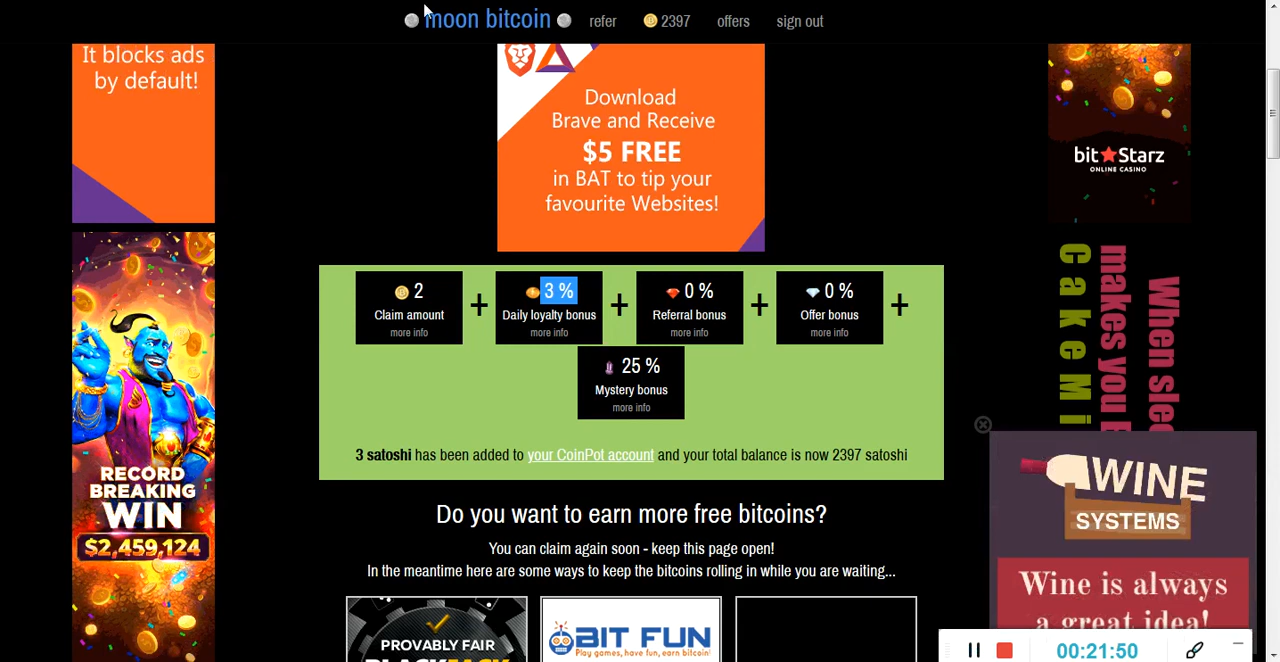 moon bitcoin
refer
2397
offers
sign out
It blocks ads
by default!
Download
Brave and Receive
$5 FREE
in BAT to tip your
favourite Websites!
bit★Starz
ONLINE CASINO
2
Claim amount
more info
+
3 %
Daily loyalty bonus
more info
+
0 %
Referral bonus
more info
+
0 %
Offer bonus
more info
+
25 %
Mystery bonus
more info
3 satoshi has been added to your CoinPot account and your total balance is now 2397 satoshi
RECORD
BREAKING
WIN
$2,459,124
When slee
makes you
CakeMi
WINE
SYSTEMS
Wine is always
a great idea!
Do you want to earn more free bitcoins?
You can claim again soon - keep this page open!
In the meantime here are some ways to keep the bitcoins rolling in while you are waiting...
PROVABLY FAIR
BLACKJACK
BIT FUN
Play games, have fun, earn bitcoin!
00:21:50